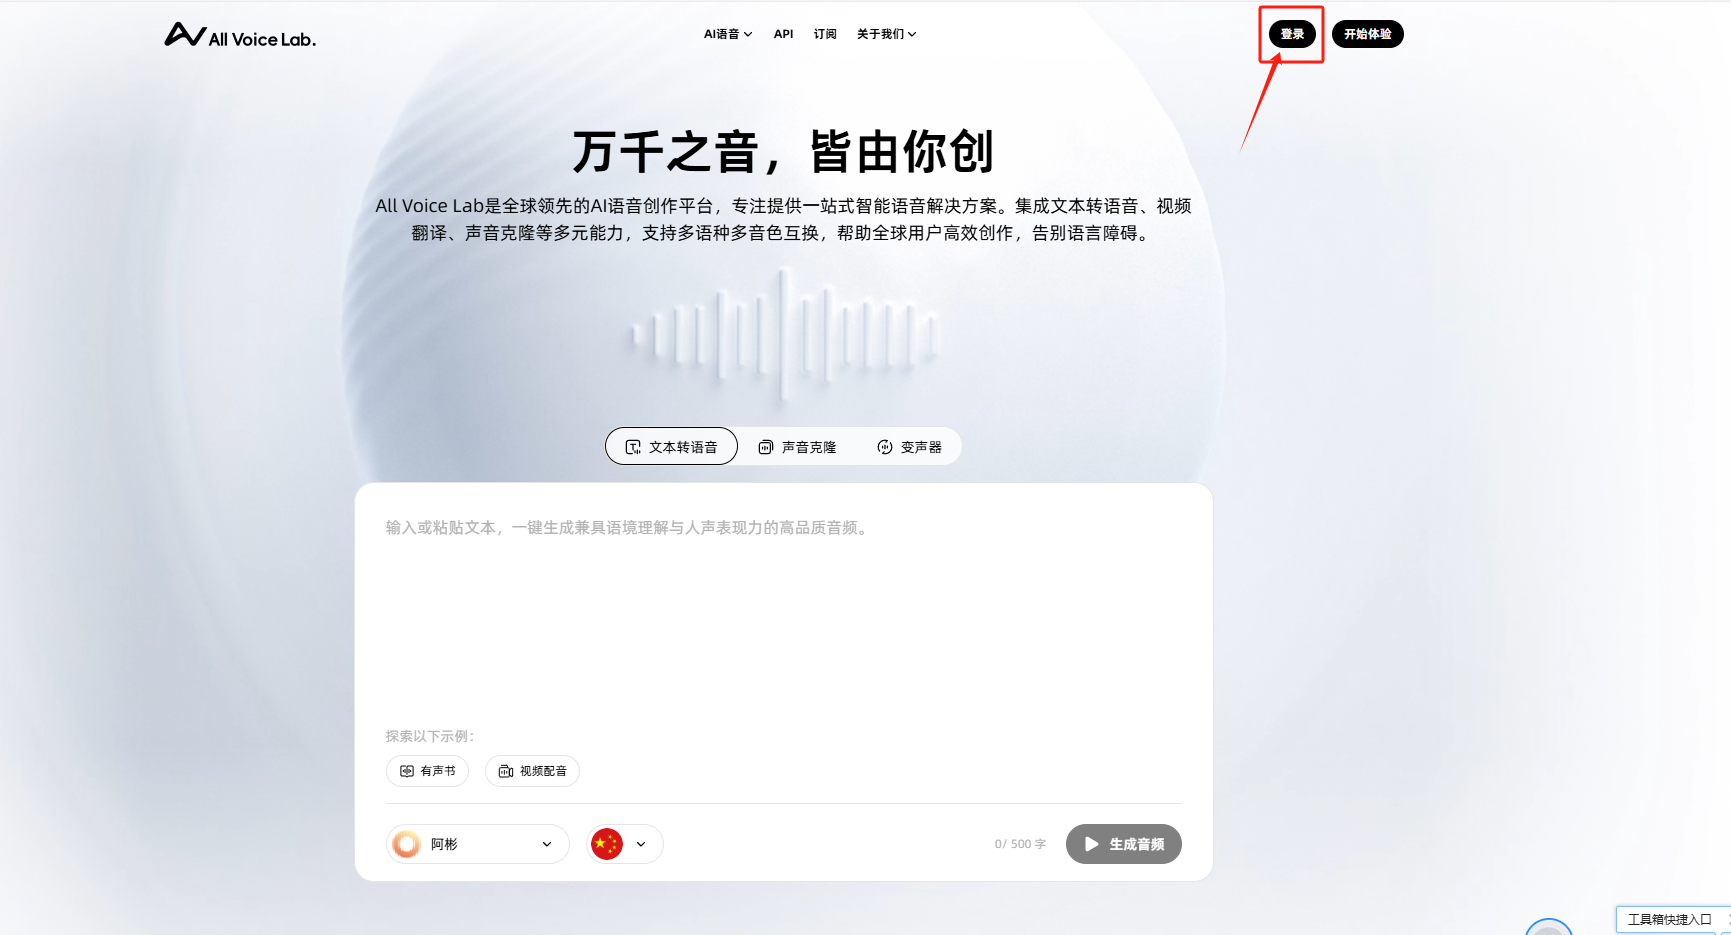 All Voice Lab.
AI语音
API
订阅
关于我们
登录
开始体验
万千之音，皆由你创
All Voice Lab是全球领先的AI语音创作平台，专注提供一站式智能语音解决方案。集成文本转语音、视频
翻译、声音克隆等多元能力，支持多语种多音色互换，帮助全球用户高效创作，告别语言障碍。
文本转语音
声音克隆
变声器
输入或粘贴文本，一键生成兼具语境理解与人声表现力的高品质音频。
探索以下示例：
有声书
视频配音
阿彬
0/ 500 字
生成音频
工具箱快捷入口